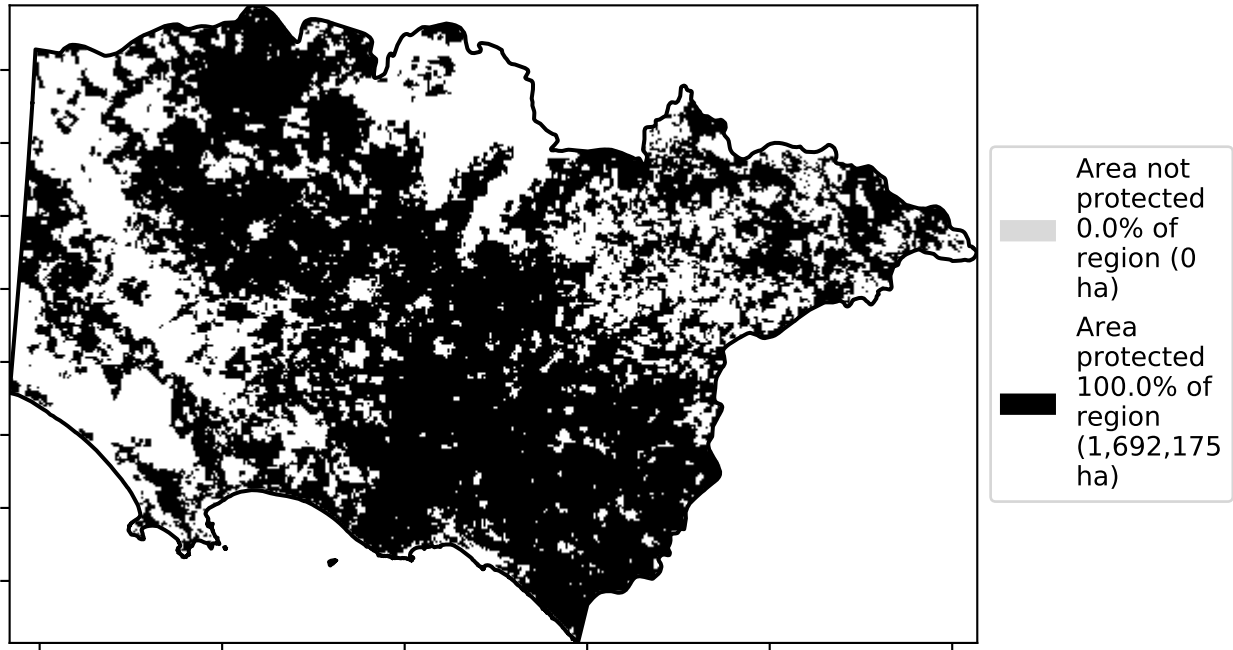 Area not
protected
0.0% of
region (0
ha)
Area
protected
100.0% of
region
(1,692,175
ha)